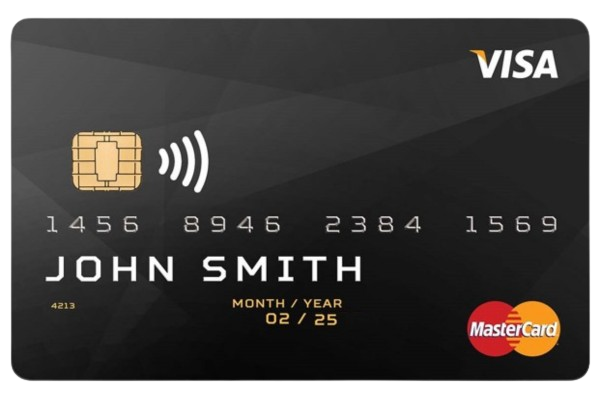 VISA
1456 8946 2384 1569
JOHN SMITH
4213
MONTH / YEAR
02 / 25
MasterCard